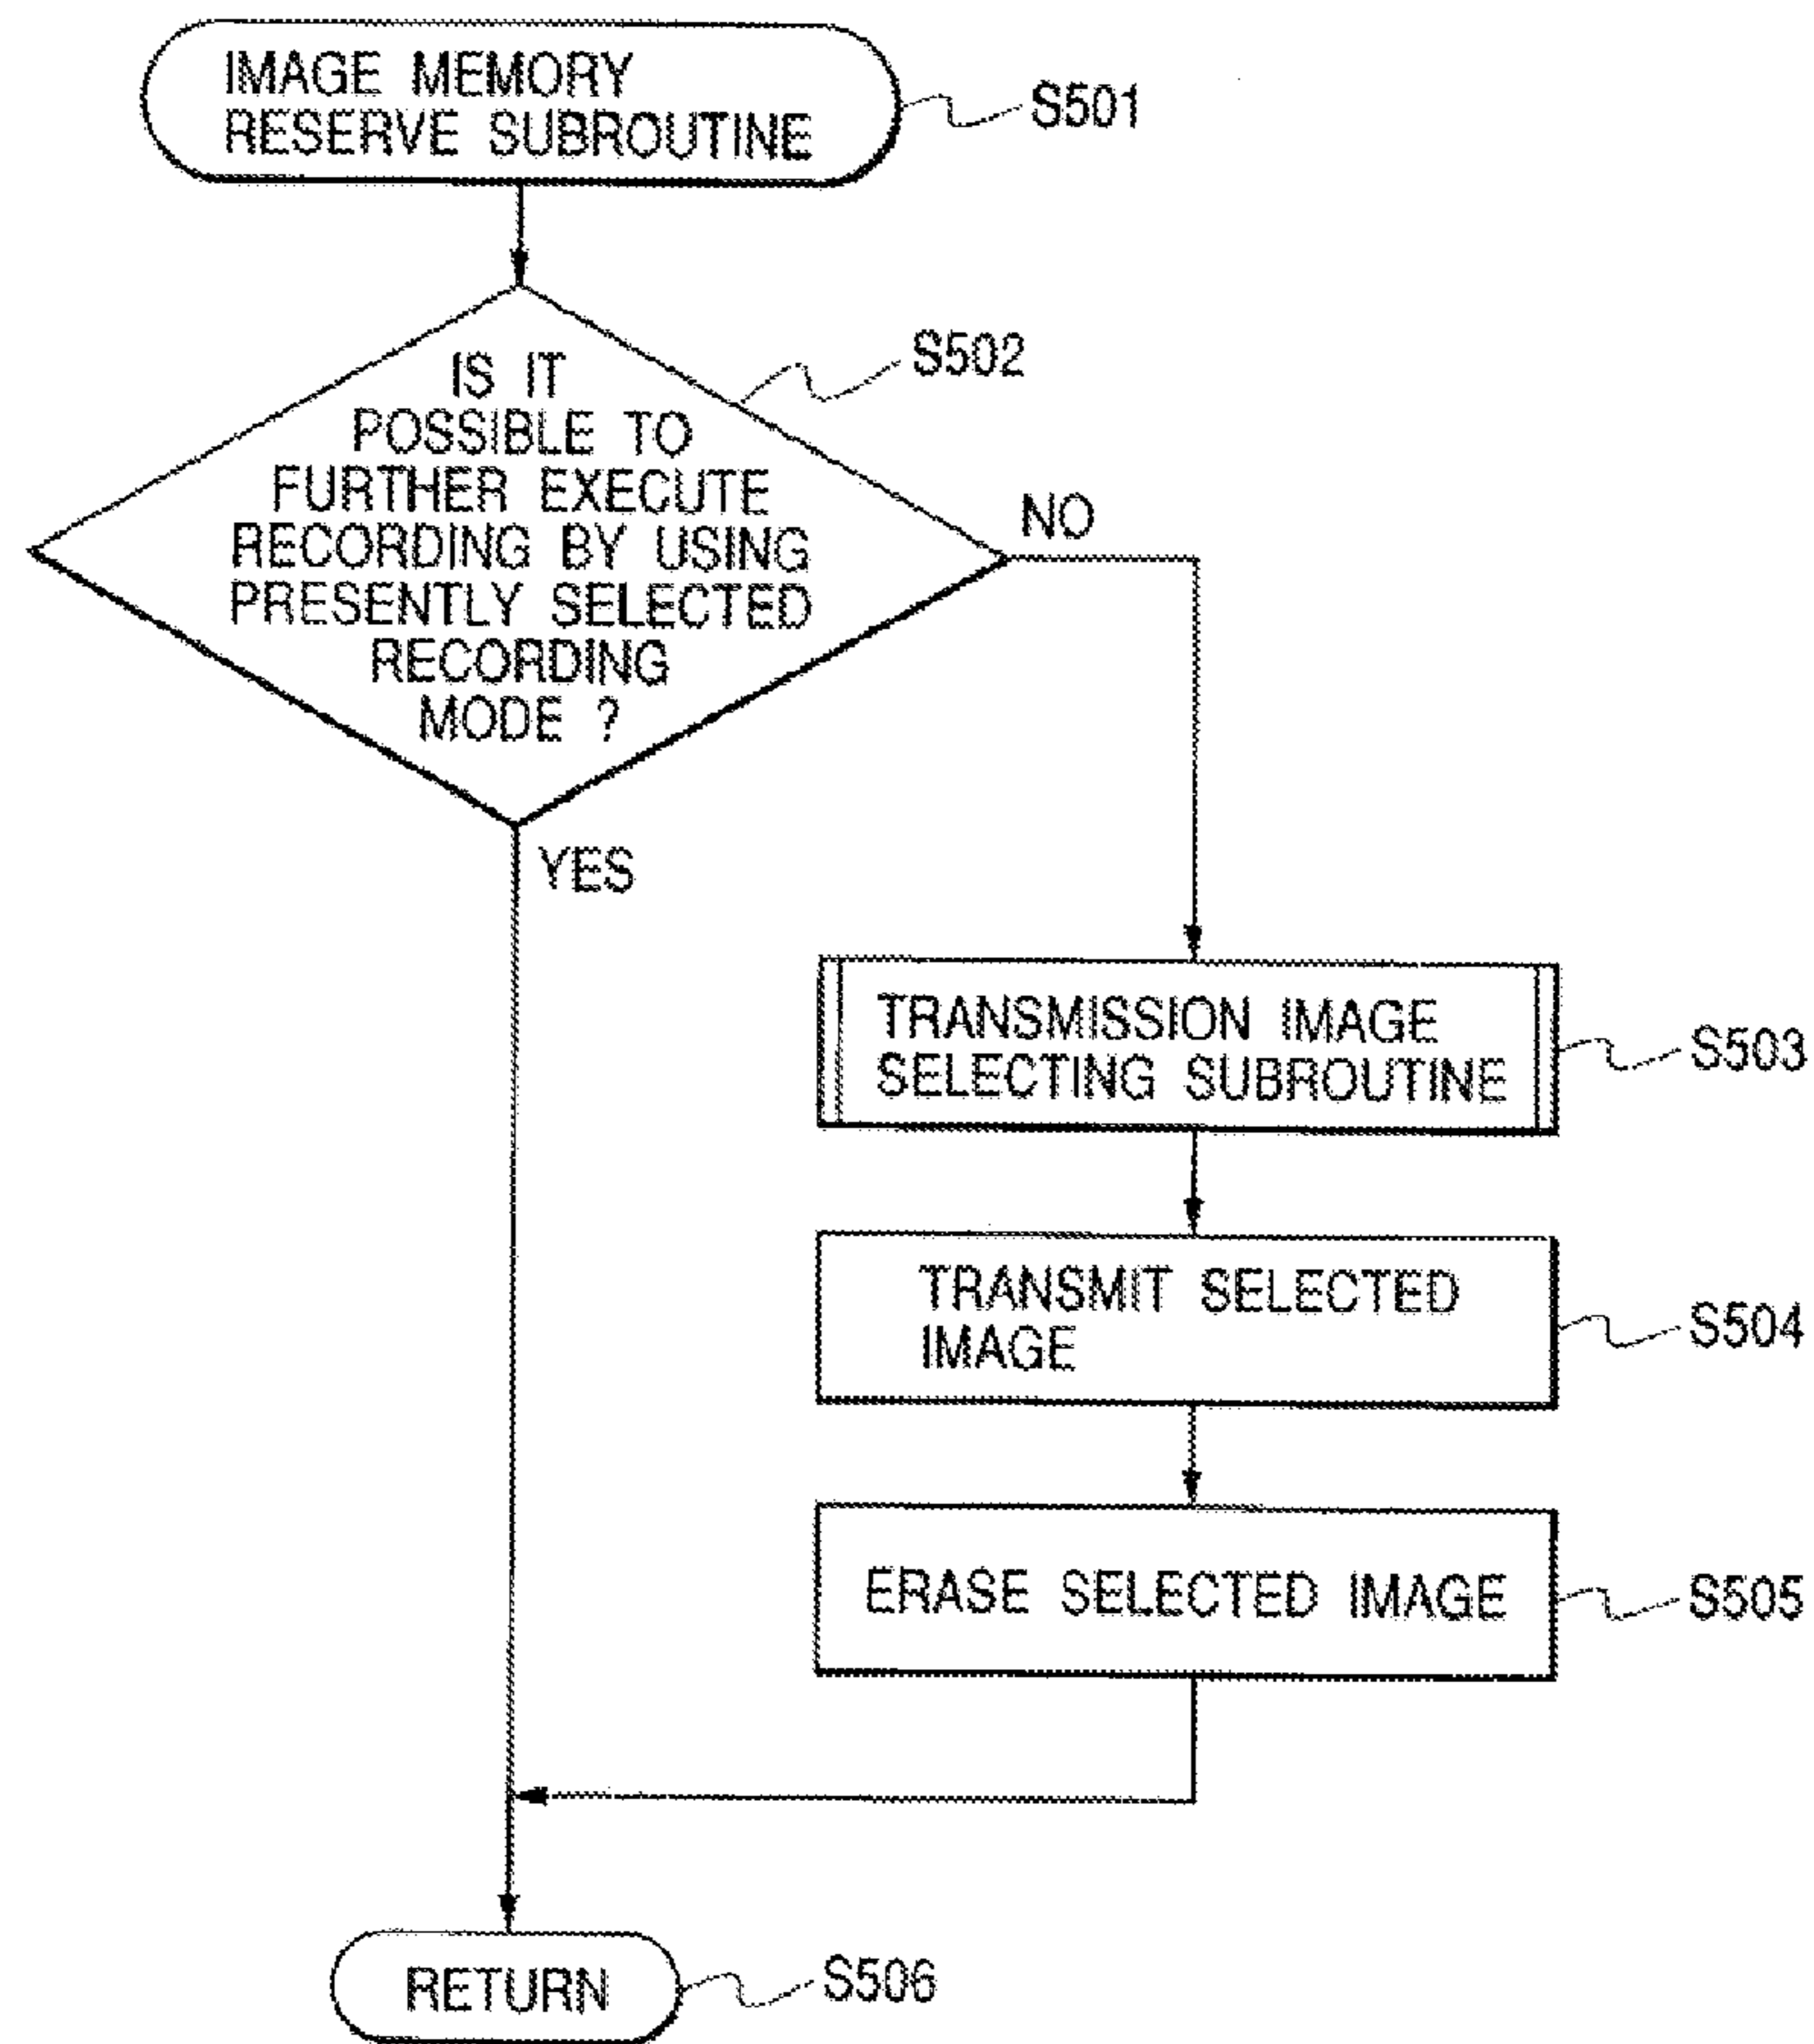 IMAGE MEMORY
RESERVE SUBROUTINE
S501
IS IT
POSSIBLE TO
FURTHER EXECUTE
RECORDING BY USING
PRESENTLY SELECTED
RECORDING
MODE ?
S502
NO
YES
TRANSMISSION IMAGE
SELECTING SUBROUTINE
S503
TRANSMIT SELECTED
IMAGE
S504
ERASE SELECTED IMAGE
S505
RETURN
S506